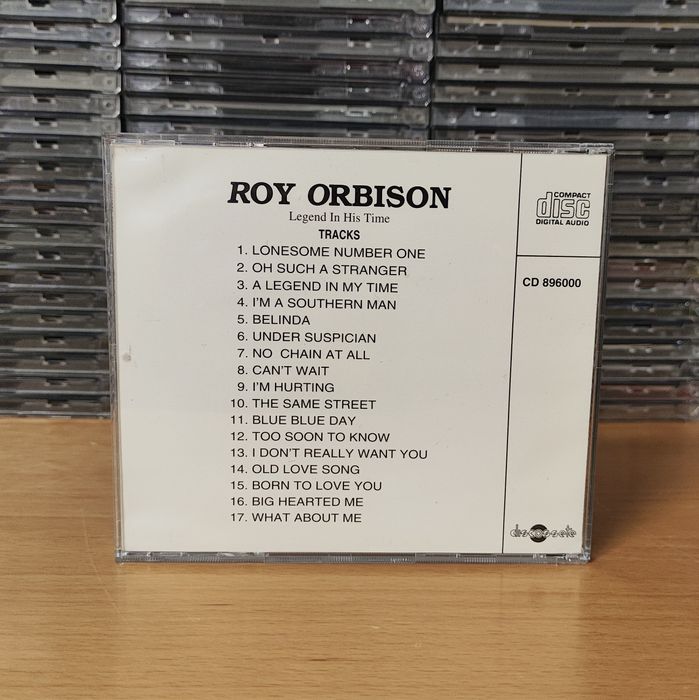 ROY ORBISON
Legend In His Time
TRACKS
1. LONESOME NUMBER ONE
2. OH SUCH A STRANGER
3. A LEGEND IN MY TIME
4. I'M A SOUTHERN MAN
5. BELINDA
6. UNDER SUSPICIAN
7. NO CHAIN AT ALL
8. CAN'T WAIT
9. I'M HURTING
10. THE SAME STREET
11. BLUE BLUE DAY
12. TOO SOON TO KNOW
13. I DON'T REALLY WANT YOU
14. OLD LOVE SONG
15. BORN TO LOVE YOU
16. BIG HEARTED ME
17. WHAT ABOUT ME
COMPACT
disc
DIGITAL AUDIO
CD 896000